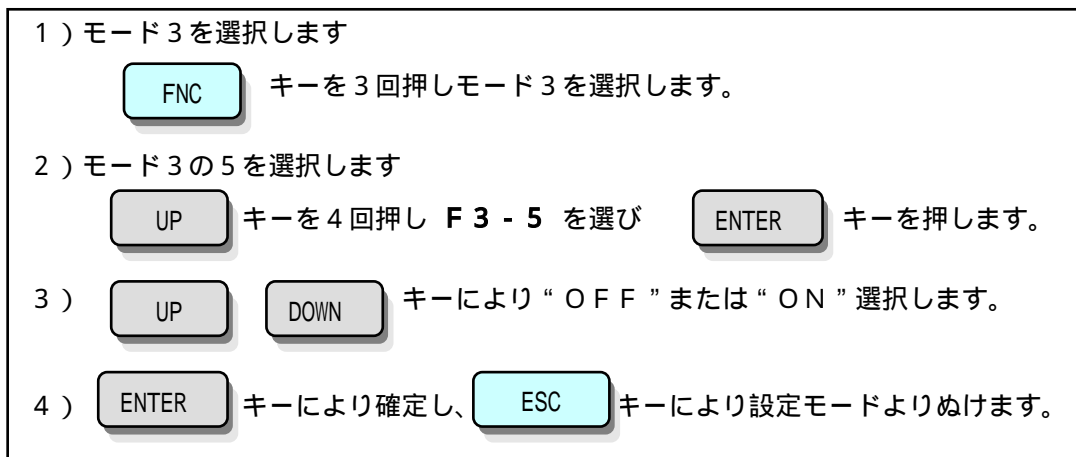 1）モード3を選択します
FNC キーを3回押しモード3を選択します。
2）モード3の5を選択します
UP キーを4回押し F3-5 を選び ENTER キーを押します。
3） UP DOWN キーにより“OFF”または“ON”選択します。
4） ENTER キーにより確定し、 ESC キーにより設定モードよりぬけます。